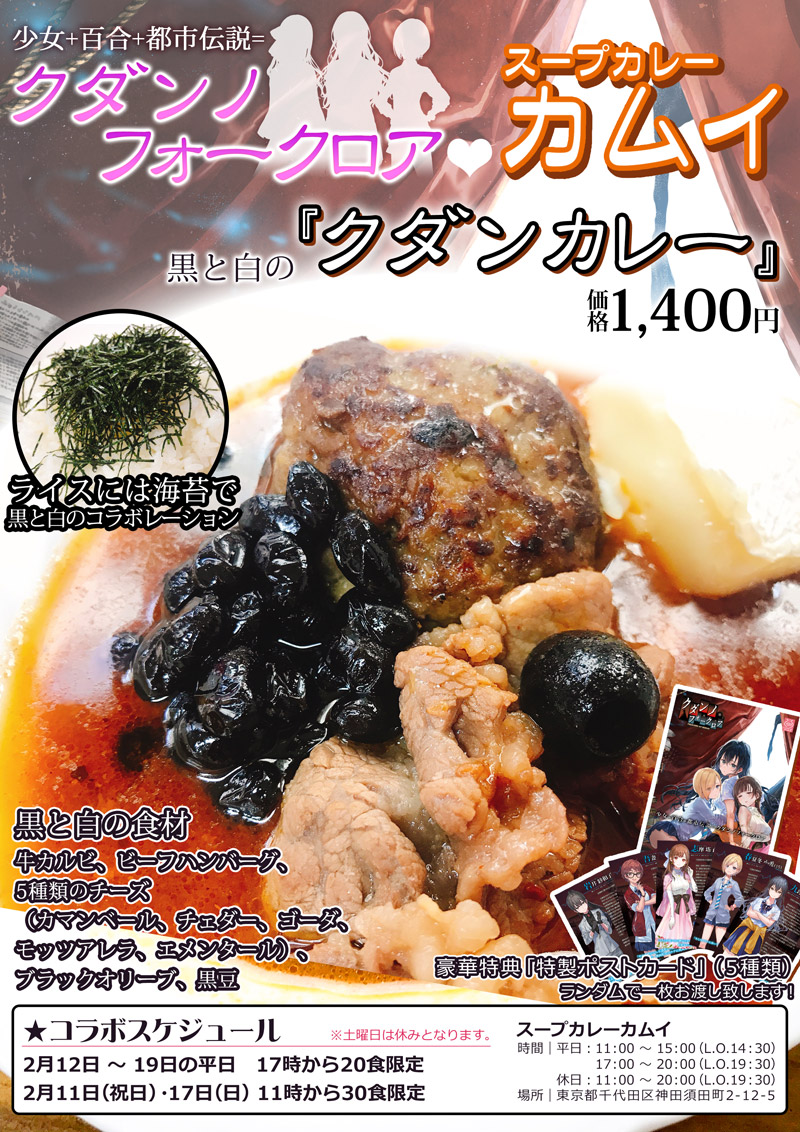 少女+百合+都市伝説=
クダンノ
フォークロア
スープカレー
カムイ
黒と白の『クダンカレー』
価格1,400円
ライスには海苔で
黒と白のコラボレーション
クダンノ
フォークロア
黒と白の食材
牛カルビ、ビーフハンバーグ、
5種類のチーズ
（カマンベール、チェダー、ゴーダ、
モッツアレラ、エメンタール）、
ブラックオリーブ、黒豆
豪華特典「特製ポストカード」（5種類）
ランダムで一枚お渡し致します!
★コラボスケジュール
※土曜日は休みとなります。
2月12日 〜 19日の平日　17時から20食限定
2月11日（祝日）・17日（日） 11時から30食限定
スープカレーカムイ
時間｜平日 : 11:00 〜 15:00（L.O.14:30）
17:00 〜 20:00（L.O.19:30）
休日 : 11:00 〜 20:00（L.O.19:30）
場所｜東京都千代田区神田須田町2-12-5